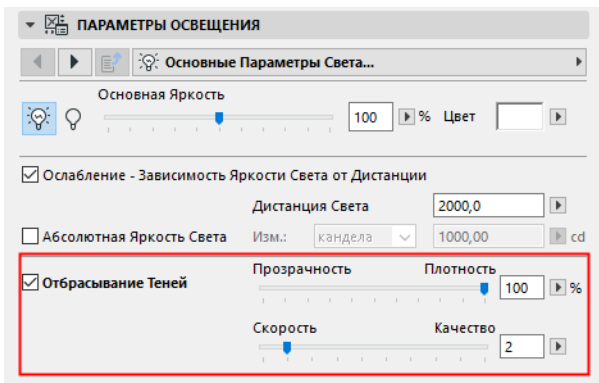 ПАРАМЕТРЫ ОСВЕЩЕНИЯ
Основные Параметры Света...
Основная Яркость
100 % Цвет
Ослабление - Зависимость Яркости Света от Дистанции
Дистанция Света 2000,0
Абсолютная Яркость Света Изм.: кандела 1000,00 cd
Прозрачность Плотность
Отбрасывание Теней 100 %
Скорость Качество
2